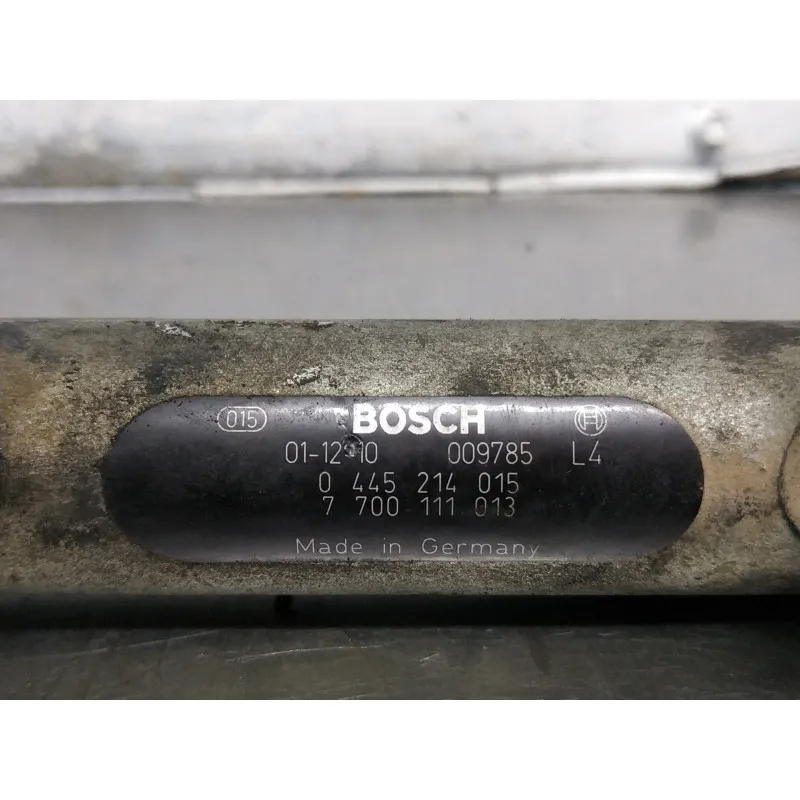 015 BOSCH
01-12-10 009785 L4
0 445 214 015
7 700 111 013
Made in Germany